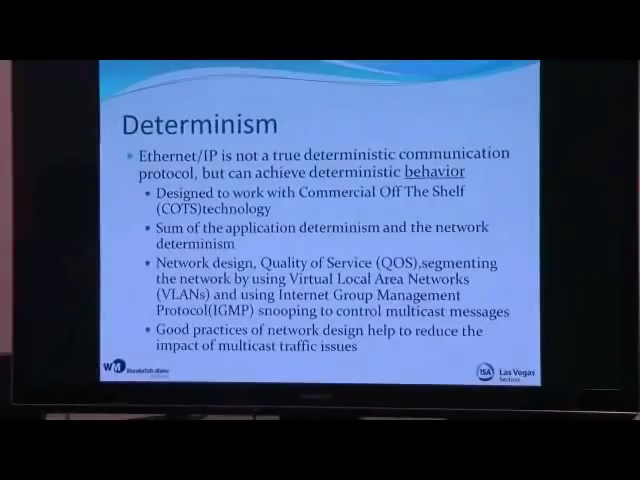 Determinism
Ethernet/IP is not a true deterministic communication
protocol, but can achieve deterministic behavior
Designed to work with Commercial Off The Shelf
(COTS)technology
Sum of the application determinism and the network
determinism
Network design, Quality of Service (QOS),segmenting
the network by using Virtual Local Area Networks
(VLANs) and using Internet Group Management
Protocol(IGMP) snooping to control multicast messages
Good practices of network design help to reduce the
impact of multicast traffic issues
WM Wunderlich-Malec
ISA Las Vegas
Section